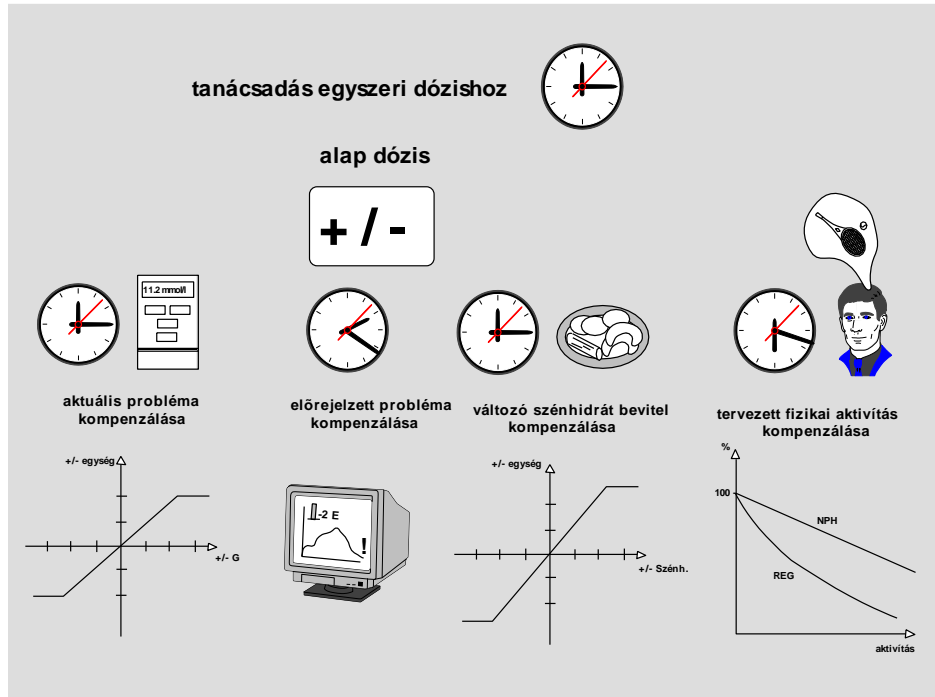 tanácsadás egyszeri dózishoz
alap dózis
+ / -
11.2 mmol/l
aktuális probléma
kompenzálása
előrejelzett probléma
kompenzálása
változó szénhidrát bevitel
kompenzálása
tervezett fizikai aktivítás
kompenzálása
+/- egység
+/- G
-2 E
!
+/- egység
+/- Szénh.
%
100
NPH
REG
aktivítás